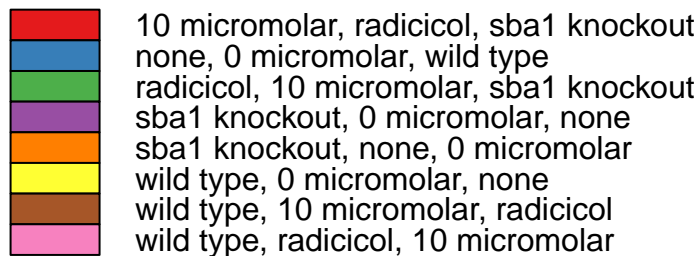 10 micromolar, radicicol, sba1 knockout
none, 0 micromolar, wild type
radicicol, 10 micromolar, sba1 knockout
sba1 knockout, 0 micromolar, none
sba1 knockout, none, 0 micromolar
wild type, 0 micromolar, none
wild type, 10 micromolar, radicicol
wild type, radicicol, 10 micromolar